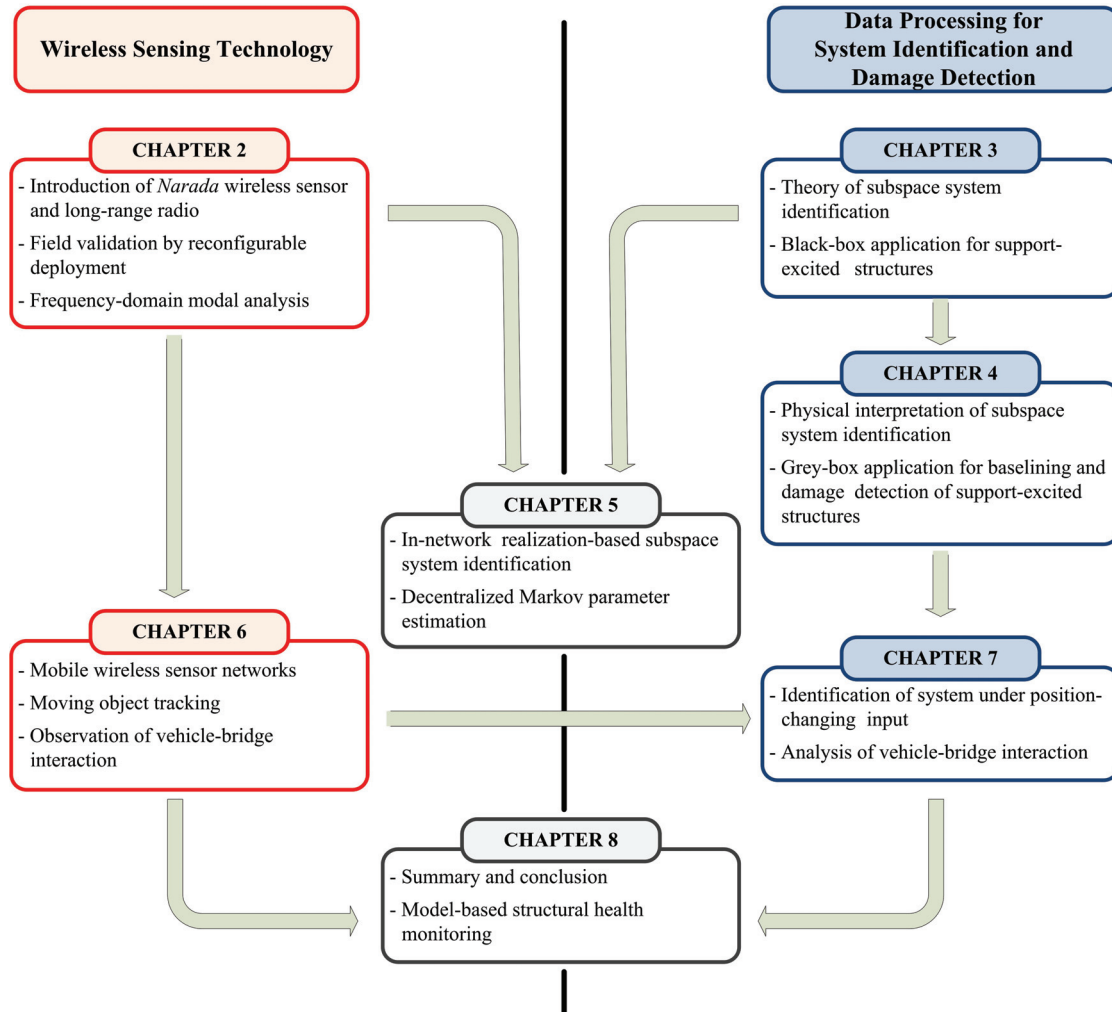 Wireless Sensing Technology
Data Processing for
System Identification and
Damage Detection
CHAPTER 2
- Introduction of Narada wireless sensor
and long-range radio
- Field validation by reconfigurable
deployment
- Frequency-domain modal analysis
CHAPTER 3
- Theory of subspace system
identification
- Black-box application for support-
excited structures
CHAPTER 4
- Physical interpretation of subspace
system identification
- Grey-box application for baselining and
damage detection of support-excited
structures
CHAPTER 5
- In-network realization-based subspace
system identification
- Decentralized Markov parameter
estimation
CHAPTER 6
- Mobile wireless sensor networks
- Moving object tracking
- Observation of vehicle-bridge
interaction
CHAPTER 7
- Identification of system under position-
changing input
- Analysis of vehicle-bridge interaction
CHAPTER 8
- Summary and conclusion
- Model-based structural health
monitoring